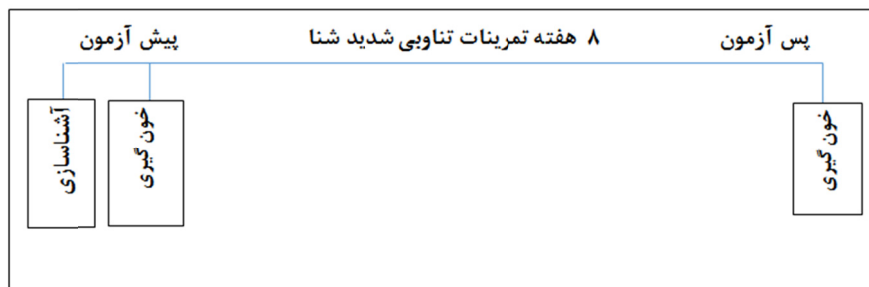 پیش آزمون
۸ هفته تمرینات تناوبی شدید شنا
پس آزمون
آشناسازی
خون گیری
خون گیری